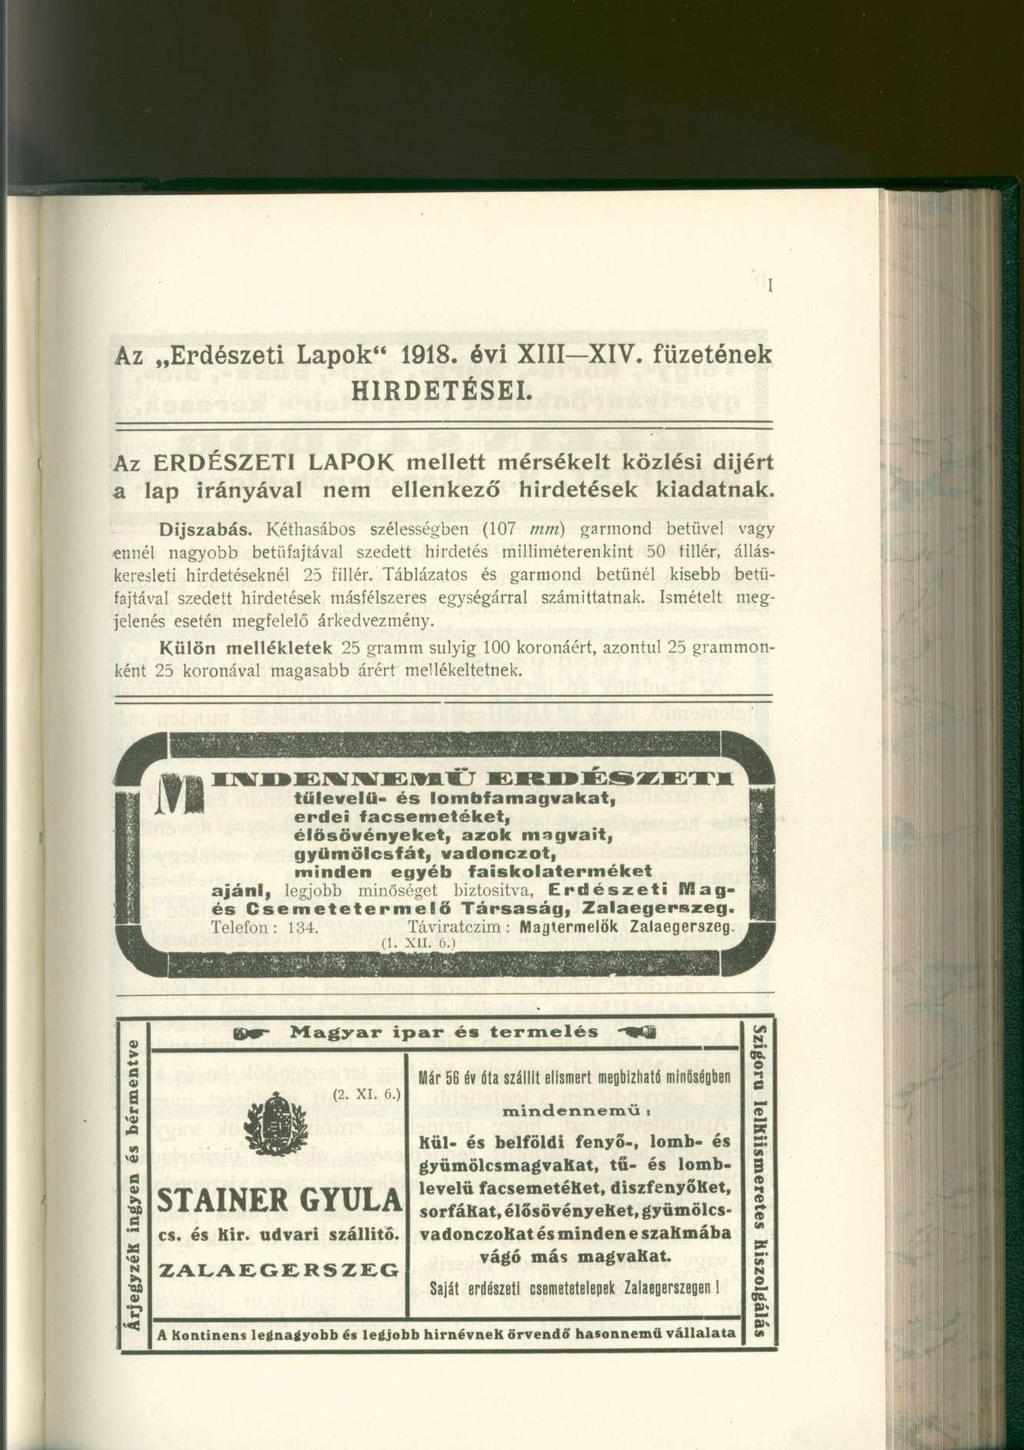 I
Az „Erdészeti Lapok“ 1918. évi XIII—XIV. füzetének
HIRDETÉSEI.
Az ERDÉSZETI LAPOK mellett mérsékelt közlési dijért
a lap irányával nem ellenkező hirdetések kiadatnak.
Dijszabás. Kéthasábos szélességben (107 mm) garmond betüvel vagy
ennél nagyobb betüfajtával szedett hirdetés milliméterenkint 50 fillér, állás-
keresleti hirdetéseknél 25 fillér. Táblázatos és garmond betünél kisebb betü-
fajtával szedett hirdetések másfélszeres egységárral számittatnak. Ismételt meg-
jelenés esetén megfelelő árkedvezmény.
Külön mellékletek 25 gramm sulyig 100 koronáért, azontul 25 grammon-
ként 25 koronával magasabb árért mellékeltetnek.
MINDENNEMÜ ERDÉSZETI
tűlevelü- és lombfamagvakat,
erdei facsemetéket,
élősövényeket, azok magvait,
gyümölcsfát, vadonczot,
minden egyéb faiskolaterméket
ajánl, legjobb minőséget biztositva, Erdészeti Mag-
és Csemetetermelő Társaság, Zalaegerszeg.
Telefon: 134. Táviratczim: Magtermelők Zalaegerszeg.
(1. XII. 6.)
Magyar ipar és termelés
Árjegyzék ingyen és bérmentve
(2. XI. 6.)
STAINER GYULA
cs. és kir. udvari szállitó.
ZALAEGERSZEG
Már 56 év óta szállit elismert megbizható minőségben
mindennemü:
Kül- és belföldi fenyő-, lomb- és
gyümölcsmagvakat, tű- és lomb-
levelü facsemetéket, diszfenyőket,
sorfákat, élősövényeket, gyümölcs-
vadonczokat és minden e szakmába
vágó más magvakat.
Saját erdészeti csemetetelepek Zalaegerszegen!
Szigoru lelkiismeretes kiszolgálás
A kontinens legnagyobb és legjobb hirnévnek örvendő hasonnemü vállalata